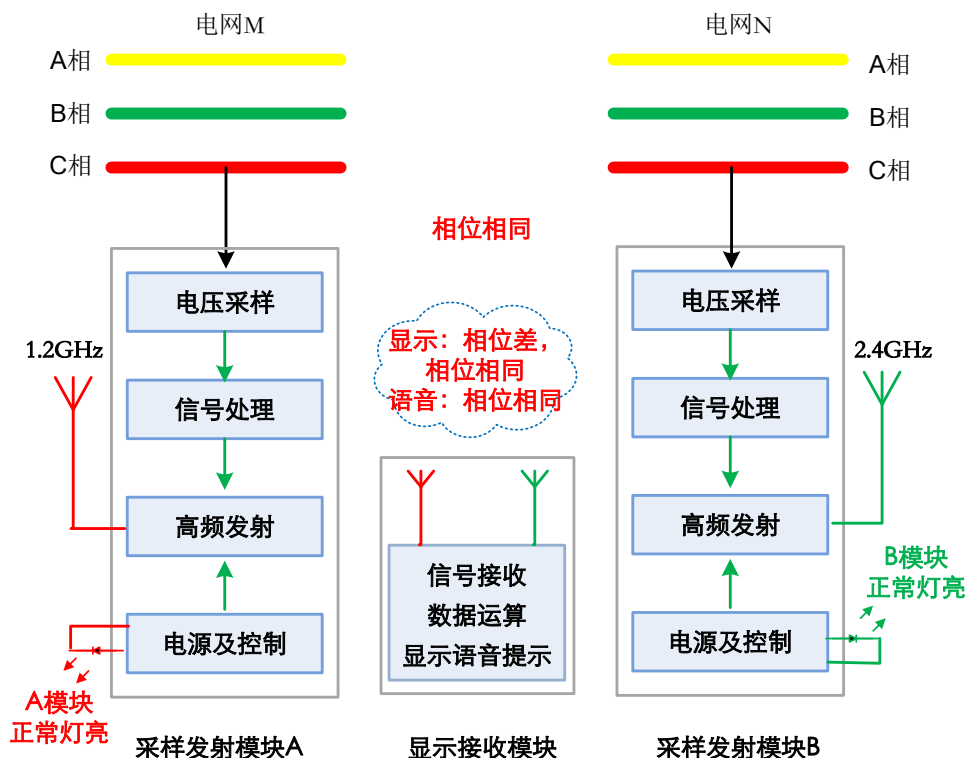 电网M
电网N
A相
B相
C相
A相
B相
C相
相位相同
电压采样
信号处理
高频发射
电源及控制
1.2GHz
A模块
正常灯亮
采样发射模块A
显示：相位差，
相位相同
语音：相位相同
信号接收
数据运算
显示语音提示
显示接收模块
电压采样
信号处理
高频发射
电源及控制
2.4GHz
B模块
正常灯亮
采样发射模块B